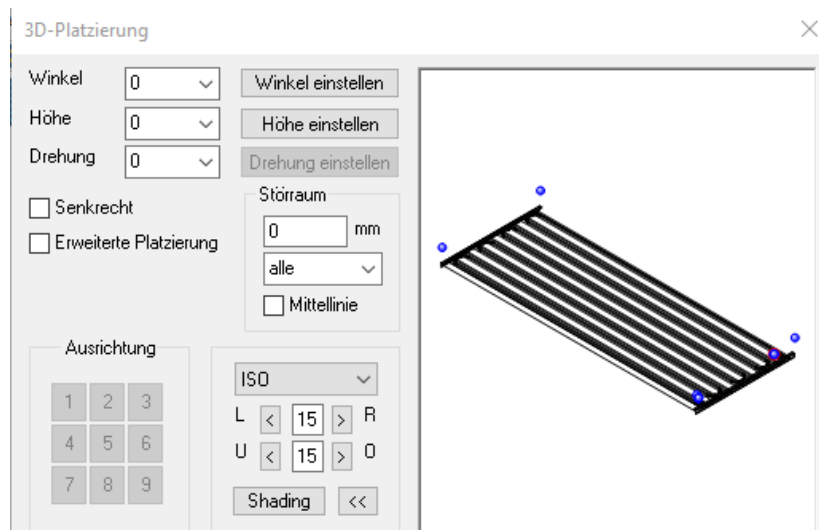 3D-Platzierung
Winkel 0 Winkel einstellen
Höhe 0 Höhe einstellen
Drehung 0 Drehung einstellen
Senkrecht
Erweiterte Platzierung
Störraum
0 mm
alle
Mittellinie
Ausrichtung
1 2 3
4 5 6
7 8 9
ISO
L < 15 > R
U < 15 > O
Shading <<